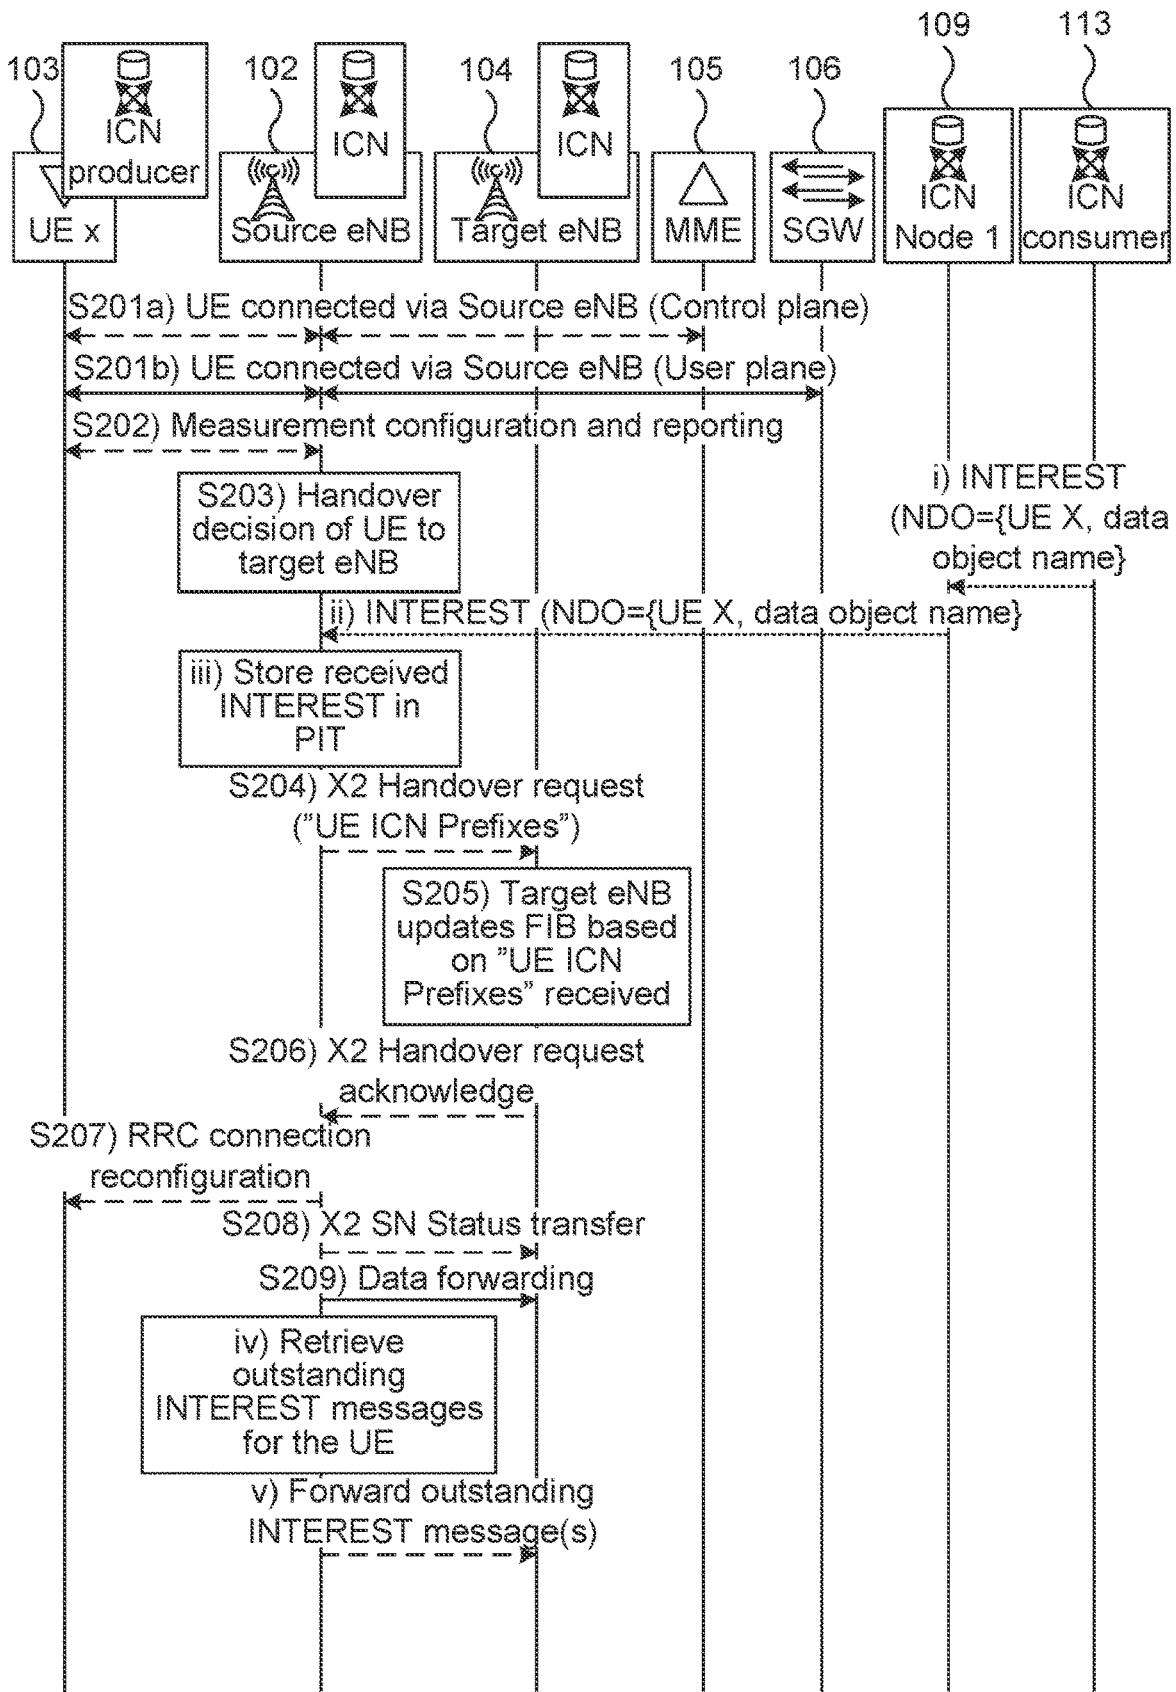 103
102
104
105
106
109
113
ICN
producer
UE x
ICN
Source eNB
ICN
Target eNB
MME
SGW
ICN
Node 1
ICN
consumer
S201a) UE connected via Source eNB (Control plane)
S201b) UE connected via Source eNB (User plane)
S202) Measurement configuration and reporting
S203) Handover
decision of UE to
target eNB
i) INTEREST
(NDO={UE X, data
object name}
ii) INTEREST (NDO={UE X, data object name}
iii) Store received
INTEREST in
PIT
S204) X2 Handover request
("UE ICN Prefixes")
S205) Target eNB
updates FIB based
on "UE ICN
Prefixes" received
S206) X2 Handover request
acknowledge
S207) RRC connection
reconfiguration
S208) X2 SN Status transfer
S209) Data forwarding
iv) Retrieve
outstanding
INTEREST messages
for the UE
v) Forward outstanding
INTEREST message(s)